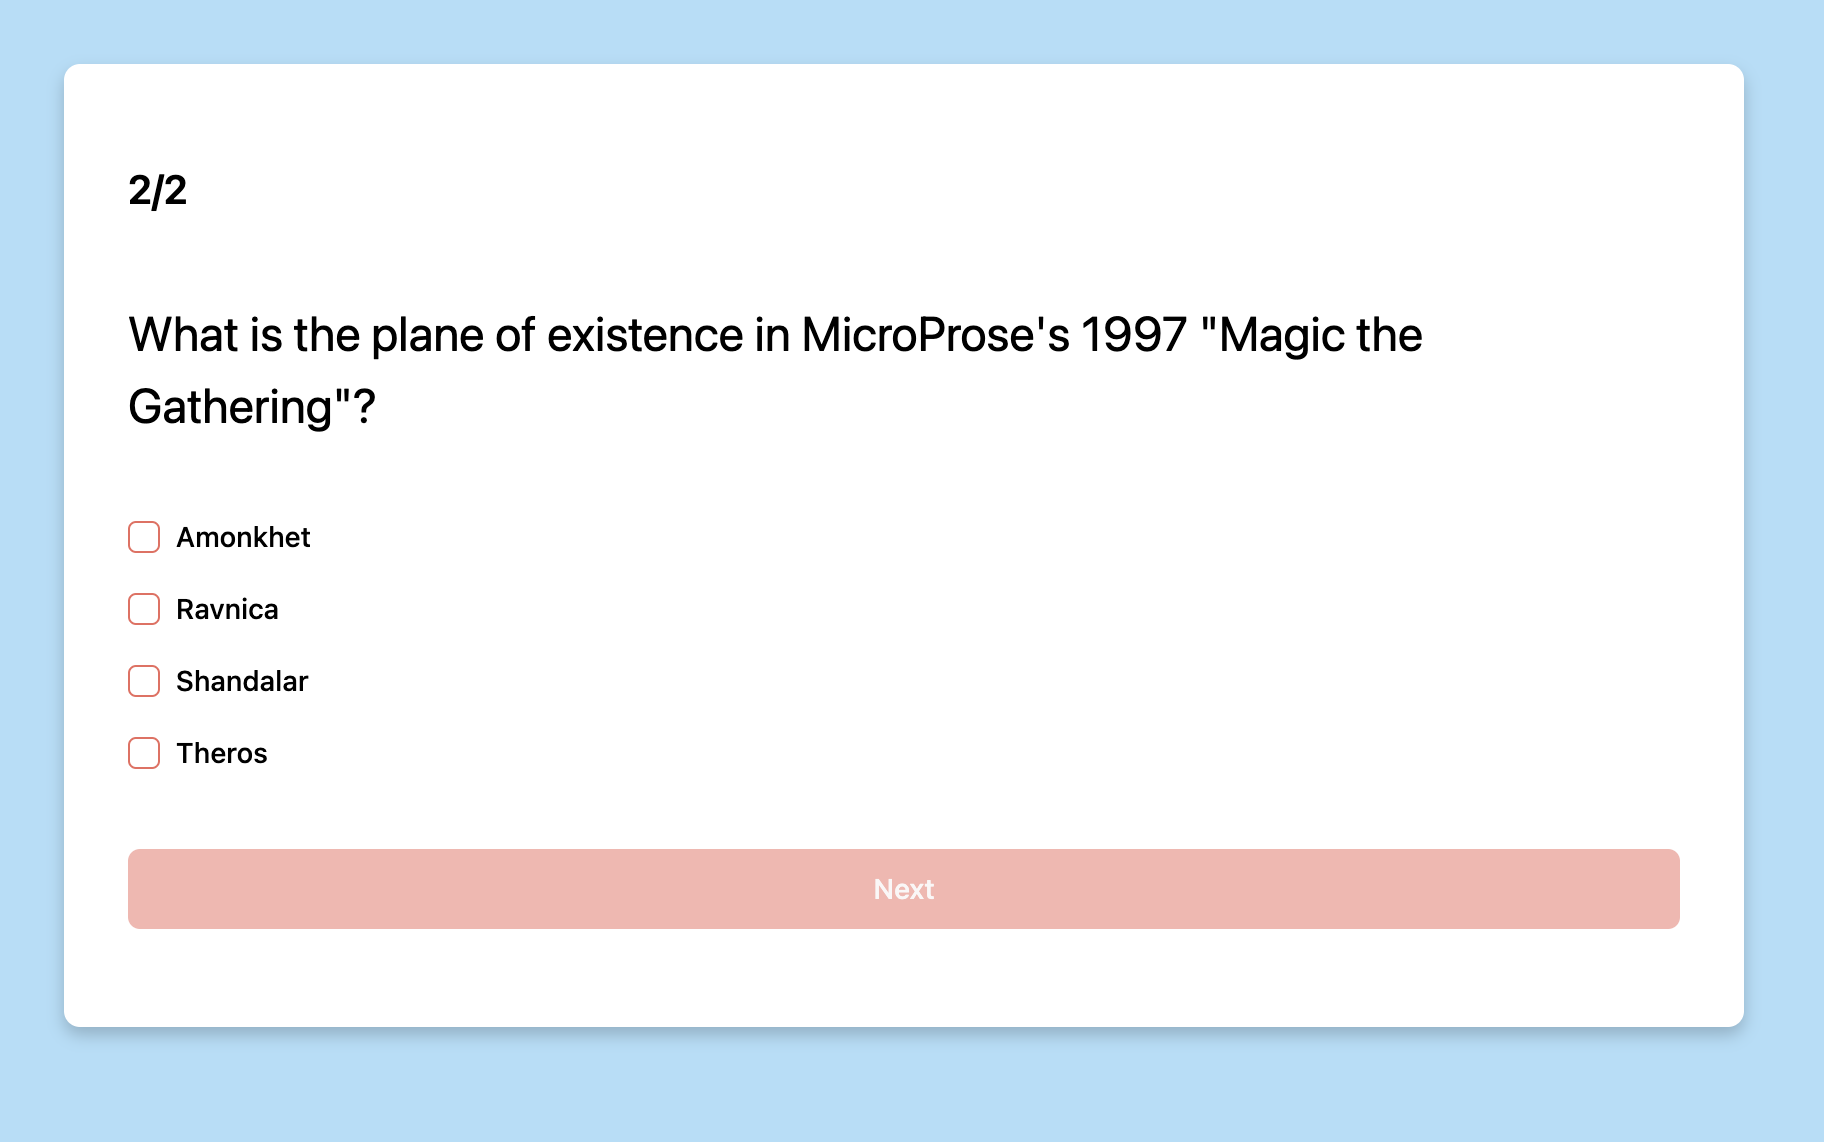 2/2
What is the plane of existence in MicroProse's 1997 "Magic the
Gathering"?
Amonkhet
Ravnica
Shandalar
Theros
Next